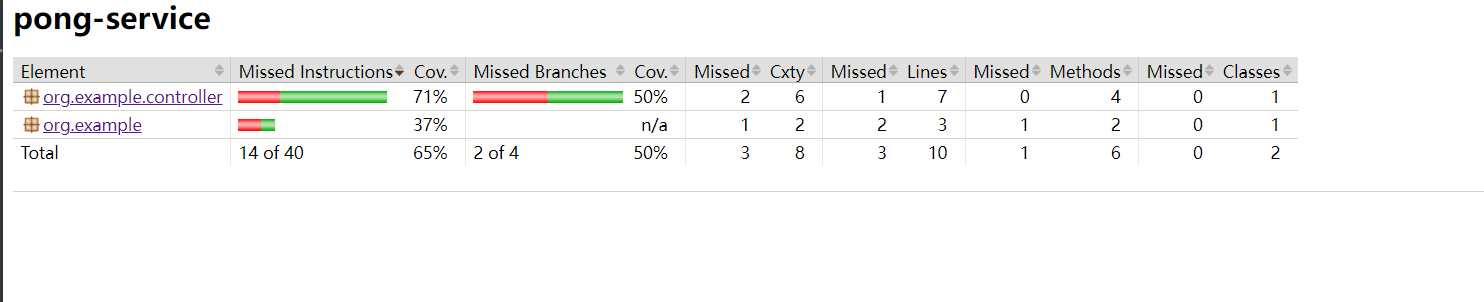 pong-service
Element Missed Instructions Cov. Missed Branches Cov. Missed Cxty Missed Lines Missed Methods Missed Classes
org.example.controller 71% 50% 2 6 1 7 0 4 0 1
org.example 37% n/a 1 2 2 3 1 2 0 1
Total 14 of 40 65% 2 of 4 50% 3 8 3 10 1 6 0 2